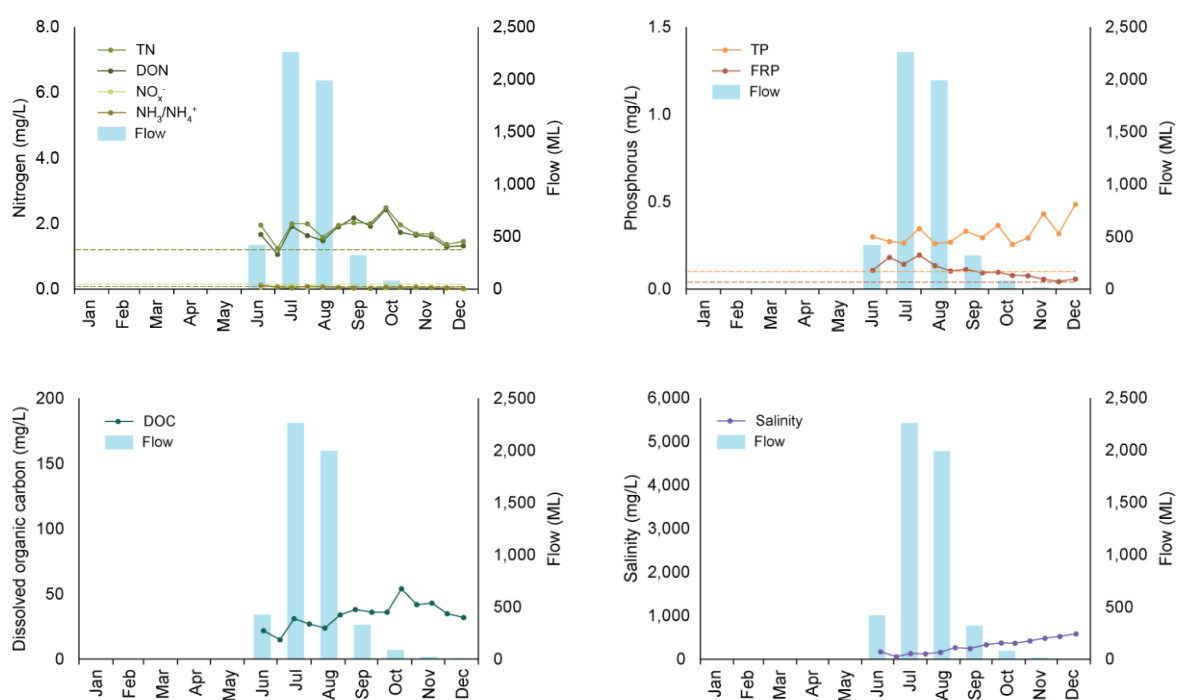 8.0
6.0
4.0
2.0
0.0
Nitrogen (mg/L)
TN
DON
NOₓ⁻
NH₃/NH₄⁺
Flow
2,500
2,000
1,500
1,000
500
0
Flow (ML)
Jan
Feb
Mar
Apr
May
Jun
Jul
Aug
Sep
Oct
Nov
Dec
1.5
1.0
0.5
0.0
Phosphorus (mg/L)
TP
FRP
Flow
2,500
2,000
1,500
1,000
500
0
Flow (ML)
Jan
Feb
Mar
Apr
May
Jun
Jul
Aug
Sep
Oct
Nov
Dec
200
150
100
50
0
Dissolved organic carbon (mg/L)
DOC
Flow
2,500
2,000
1,500
1,000
500
0
Flow (ML)
Jan
Feb
Mar
Apr
May
Jun
Jul
Aug
Sep
Oct
Nov
Dec
6,000
5,000
4,000
3,000
2,000
1,000
0
Salinity (mg/L)
Salinity
Flow
2,500
2,000
1,500
1,000
500
0
Flow (ML)
Jan
Feb
Mar
Apr
May
Jun
Jul
Aug
Sep
Oct
Nov
Dec